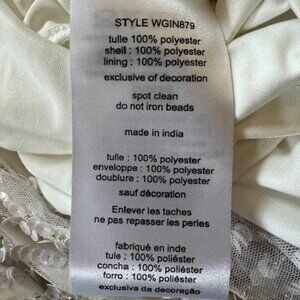 STYLE WGIN879
tulle 100% polyester
shell : 100% polyester
lining : 100% polyester
exclusive of decoration
spot clean
do not iron beads
made in india
tulle : 100% polyester
enveloppe : 100% polyester
doublure : 100% polyester
sauf décoration
Enlever les taches
ne pas repasser les perles
fabriqué en inde
tule : 100% poliéster
concha : 100% poliéster
forro : 100% poliéster
exclusiva da decoração